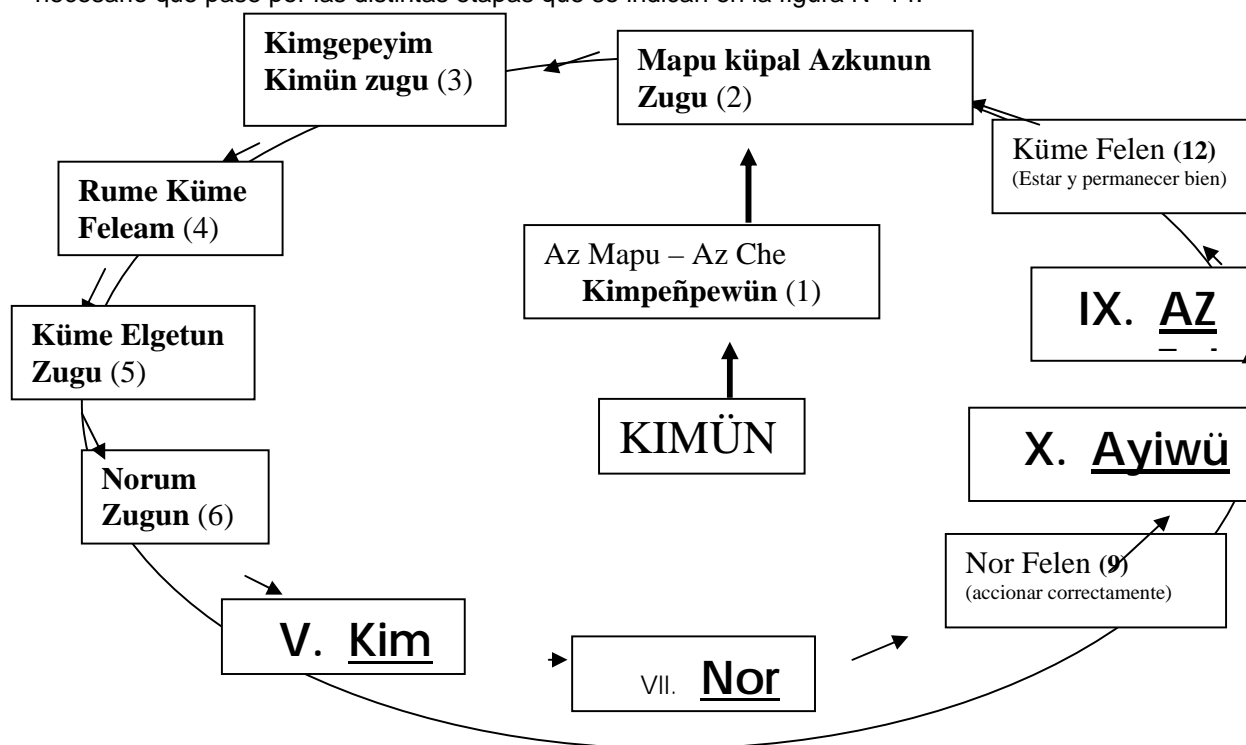 necesario que pase por las distintas etapas que se indican en la figura Nº 14.
Kimgepeyim
Kimün zugu (3)
Mapu küpal Azkunun
Zugu (2)
Küme Felen (12)
(Estar y permanecer bien)
Rume Küme
Feleam (4)
Az Mapu – Az Che
Kimpeñpewün (1)
IX. AZ
Küme Elgetun
Zugu (5)
KIMÜN
X. Ayiwü
Norum
Zugun (6)
Nor Felen (9)
(accionar correctamente)
V. Kim
VII. Nor